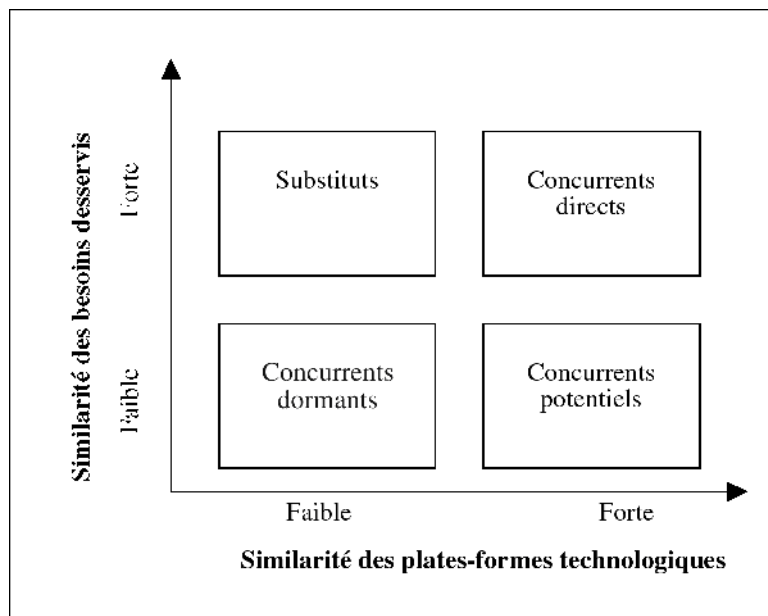 Similarité des besoins desservis
Forte
Faible
Substituts
Concurrents
directs
Concurrents
dormants
Concurrents
potentiels
Faible
Forte
Similarité des plates-formes technologiques